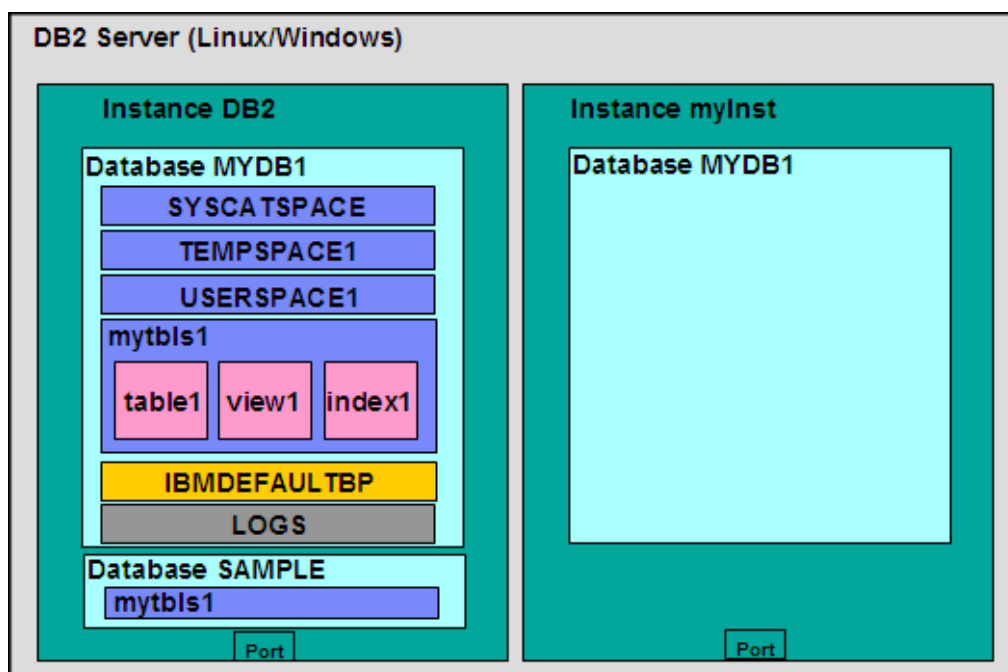 DB2 Server (Linux/Windows)
Instance DB2
Database MYDB1
SYSCATSPACE
TEMPSPACE1
USERSPACE1
mytbls1
table1 view1 index1
IBMDEFAULTBP
LOGS
Database SAMPLE
mytbls1
Port
Instance myInst
Database MYDB1
Port